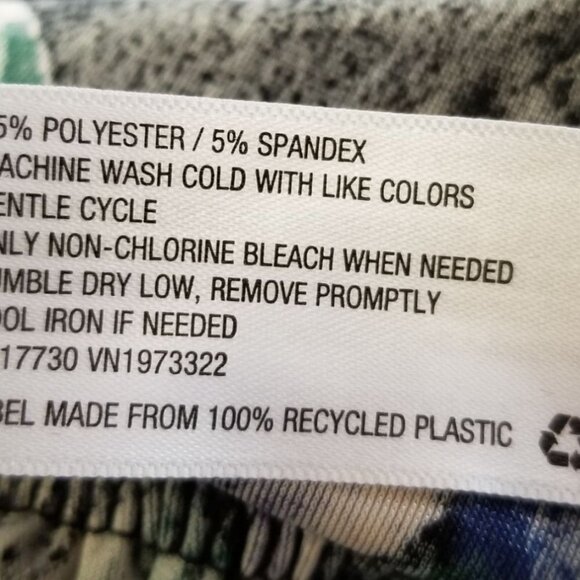 5% POLYESTER / 5% SPANDEX
ACHINE WASH COLD WITH LIKE COLORS
ENTLE CYCLE
NLY NON-CHLORINE BLEACH WHEN NEEDED
UMBLE DRY LOW, REMOVE PROMPTLY
OOL IRON IF NEEDED
17730 VN1973322
BEL MADE FROM 100% RECYCLED PLASTIC